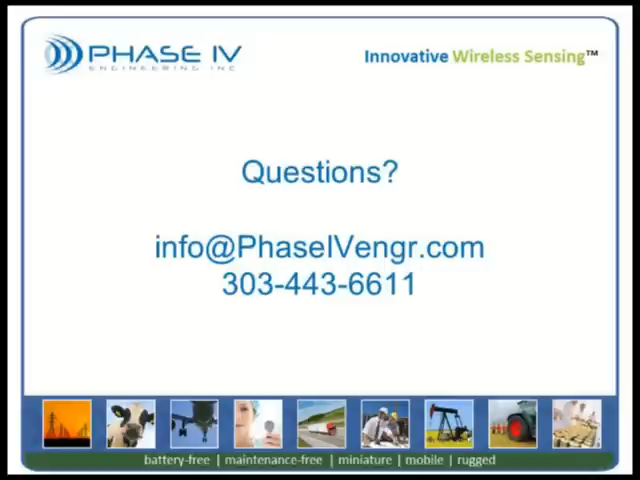 PHASE IV
ENGINEERING INC
Innovative Wireless Sensing™
Questions?
info@PhaseIVengr.com
303-443-6611
battery-free | maintenance-free | miniature | mobile | rugged